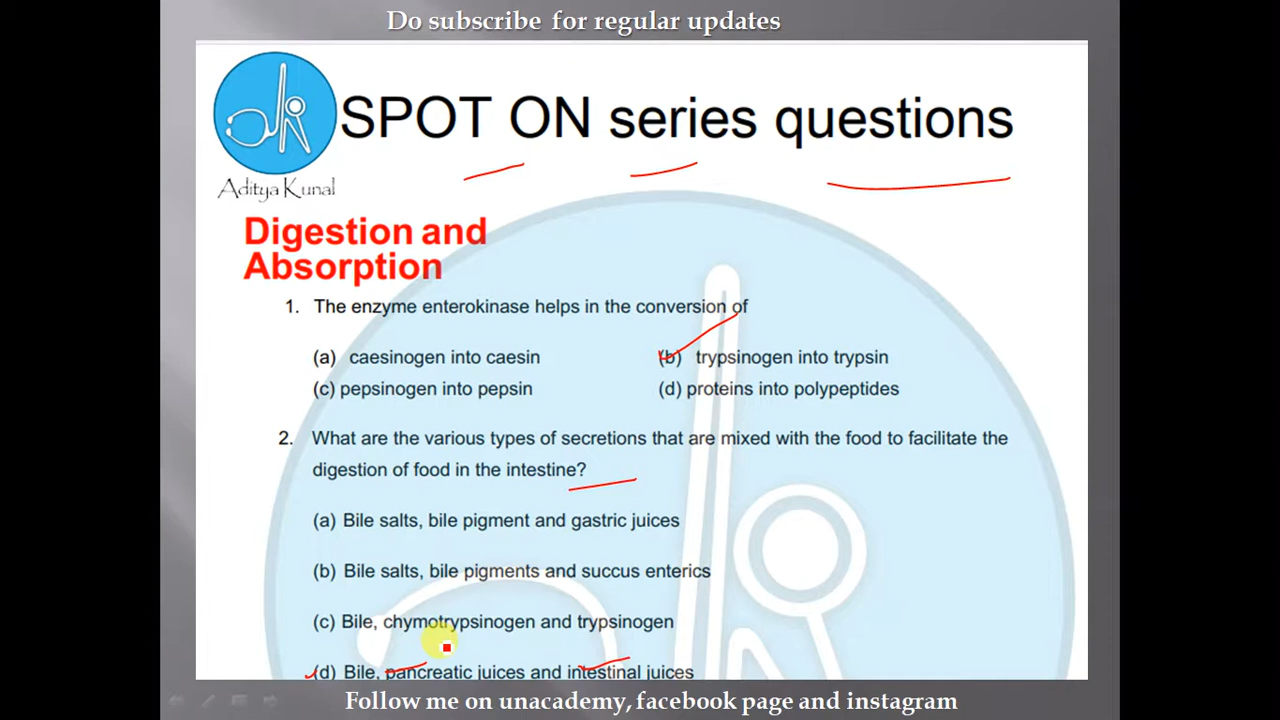 Do subscribe for regular updates
SPOT ON series questions
Aditya Kunal
Digestion and
Absorption
1. The enzyme enterokinase helps in the conversion of
(a) caesinogen into caesin (b) trypsinogen into trypsin
(c) pepsinogen into pepsin (d) proteins into polypeptides
2. What are the various types of secretions that are mixed with the food to facilitate the
digestion of food in the intestine?
(a) Bile salts, bile pigment and gastric juices
(b) Bile salts, bile pigments and succus enterics
(c) Bile, chymotrypsinogen and trypsinogen
(d) Bile, pancreatic juices and intestinal juices
Follow me on unacademy, facebook page and instagram